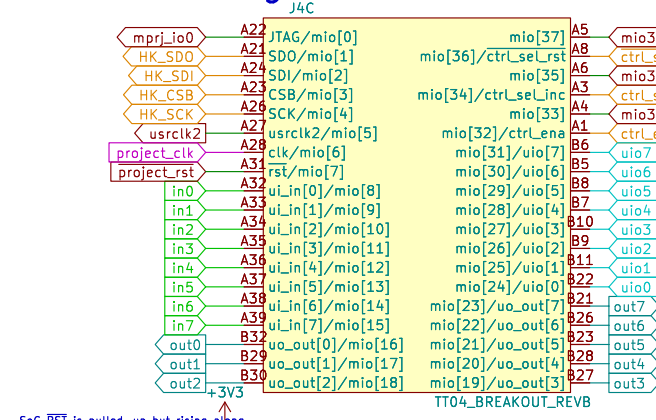 J4C
mprj_io0 A22 JTAG/mio[0] mio[37] A5 mio3
HK_SDO A21 SDO/mio[1] mio[36]/ctrl_sel_rst A8 ctrl_s
HK_SDI A24 SDI/mio[2] mio[35] A6 mio3
HK_CSB A23 CSB/mio[3] mio[34]/ctrl_sel_inc A3 ctrl_s
HK_SCK A26 SCK/mio[4] mio[33] A4 mio3
usrclk2 A27 usrclk2/mio[5] mio[32]/ctrl_ena A1 ctrl_e
project_clk A28 clk/mio[6] mio[31]/uio[7] B6 uio7
project_rst A31 rst/mio[7] mio[30]/uio[6] B5 uio6
in0 A32 ui_in[0]/mio[8] mio[29]/uio[5] B8 uio5
in1 A33 ui_in[1]/mio[9] mio[28]/uio[4] B7 uio4
in2 A34 ui_in[2]/mio[10] mio[27]/uio[3] B10 uio3
in3 A35 ui_in[3]/mio[11] mio[26]/uio[2] B9 uio2
in4 A36 ui_in[4]/mio[12] mio[25]/uio[1] B11 uio1
in5 A37 ui_in[5]/mio[13] mio[24]/uio[0] B22 uio0
in6 A38 ui_in[6]/mio[14] mio[23]/uo_out[7] B21 out7
in7 A39 ui_in[7]/mio[15] mio[22]/uo_out[6] B26 out6
out0 B32 uo_out[0]/mio[16] mio[21]/uo_out[5] B23 out5
out1 B29 uo_out[1]/mio[17] mio[20]/uo_out[4] B28 out4
out2 B30 uo_out[2]/mio[18] mio[19]/uo_out[3] B27 out3
+3V3 TT04_BREAKOUT_REVB